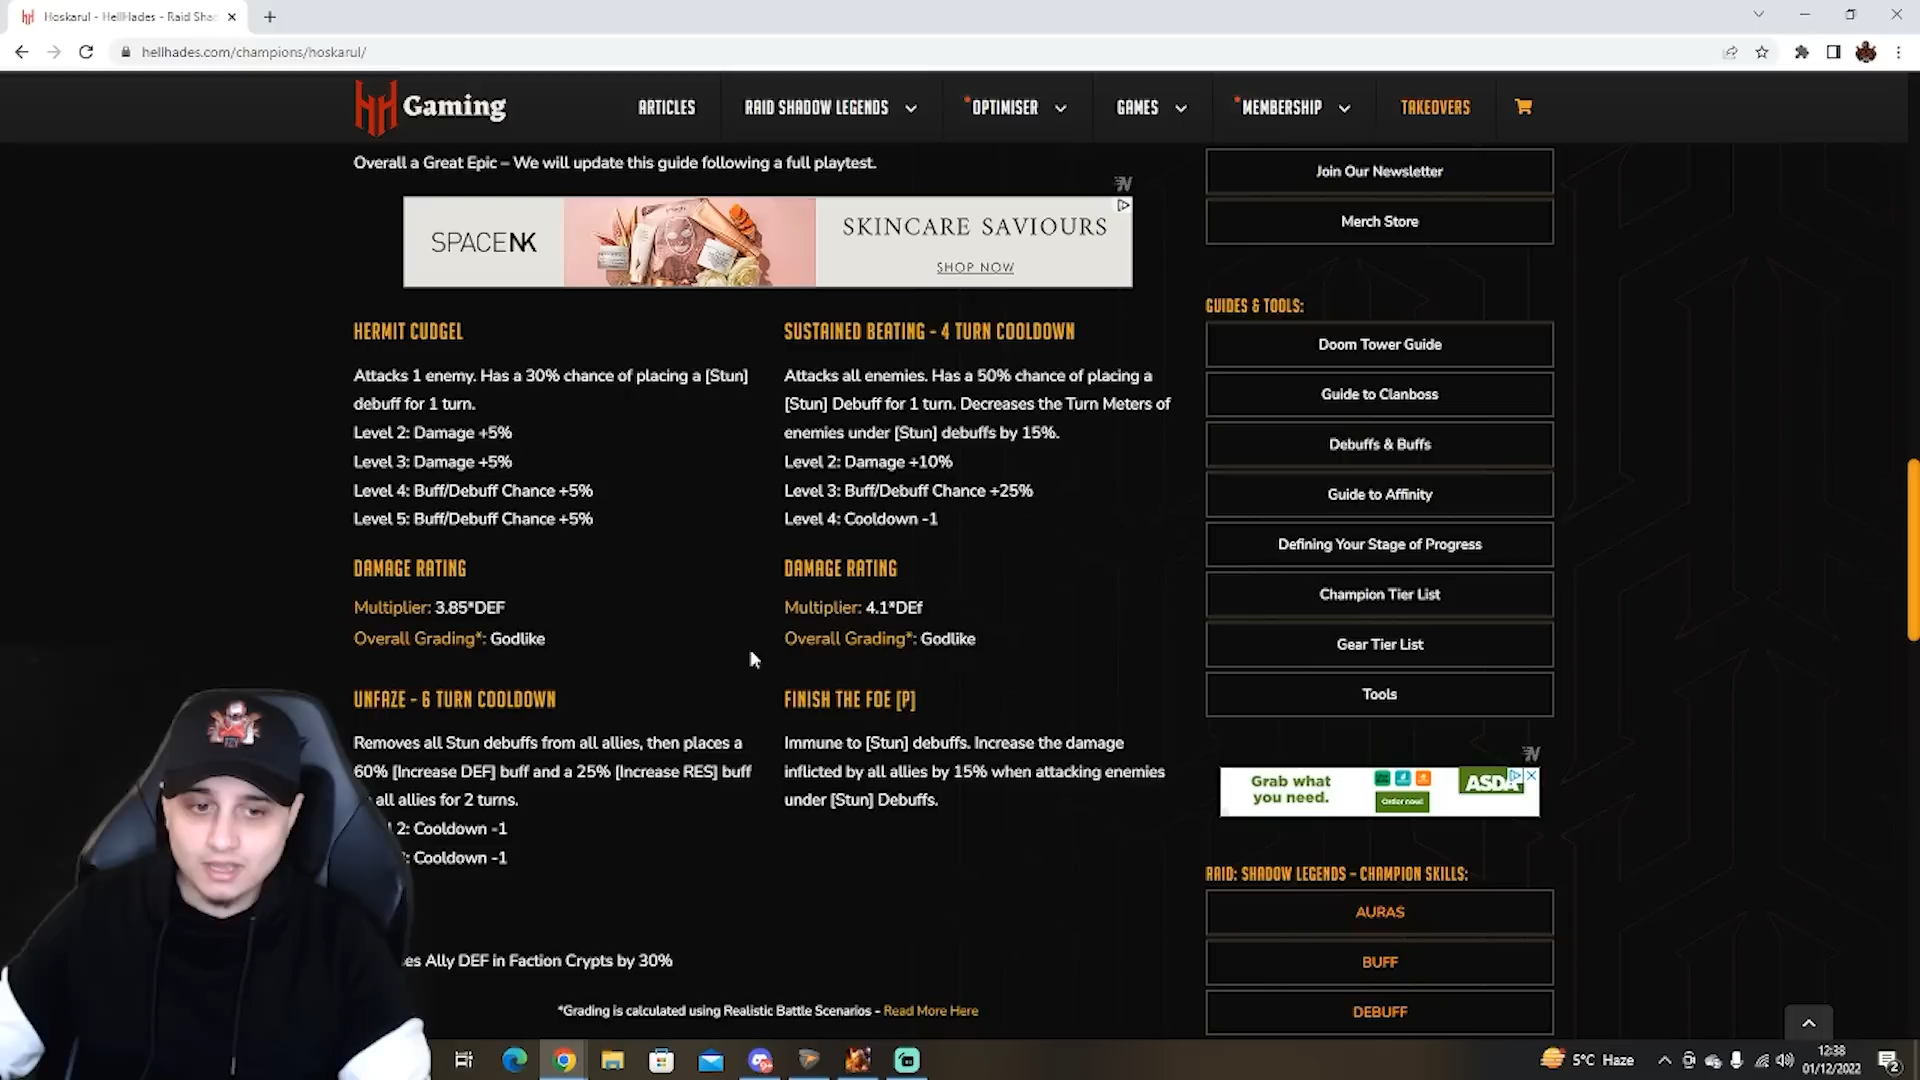 Hoskarul - HellHades - Raid Sha
hellhades.com/champions/hoskarul/
Gaming
ARTICLES
RAID SHADOW LEGENDS
OPTIMISER
GAMES
MEMBERSHIP
TAKEOVERS
Overall a Great Epic – We will update this guide following a full playtest.
SPACENK
SKINCARE SAVIOURS
SHOP NOW
HERMIT CUDGEL
Attacks 1 enemy. Has a 30% chance of placing a [Stun]
debuff for 1 turn.
Level 2: Damage +5%
Level 3: Damage +5%
Level 4: Buff/Debuff Chance +5%
Level 5: Buff/Debuff Chance +5%
DAMAGE RATING
Multiplier: 3.85*DEF
Overall Grading*: Godlike
SUSTAINED BEATING - 4 TURN COOLDOWN
Attacks all enemies. Has a 50% chance of placing a
[Stun] Debuff for 1 turn. Decreases the Turn Meters of
enemies under [Stun] debuffs by 15%.
Level 2: Damage +10%
Level 3: Buff/Debuff Chance +25%
Level 4: Cooldown -1
DAMAGE RATING
Multiplier: 4.1*DEf
Overall Grading*: Godlike
UNFAZE - 6 TURN COOLDOWN
Removes all Stun debuffs from all allies, then places a
60% [Increase DEF] buff and a 25% [Increase RES] buff
all allies for 2 turns.
2: Cooldown -1
: Cooldown -1
FINISH THE FOE [P]
Immune to [Stun] debuffs. Increase the damage
inflicted by all allies by 15% when attacking enemies
under [Stun] Debuffs.
es Ally DEF in Faction Crypts by 30%
*Grading is calculated using Realistic Battle Scenarios - Read More Here
Join Our Newsletter
Merch Store
GUIDES & TOOLS:
Doom Tower Guide
Guide to Clanboss
Debuffs & Buffs
Guide to Affinity
Defining Your Stage of Progress
Champion Tier List
Gear Tier List
Tools
Grab what
you need.
Order now!
ASDA
RAID: SHADOW LEGENDS – CHAMPION SKILLS:
AURAS
BUFF
DEBUFF
5°C Haze
12:38
01/12/2022
2